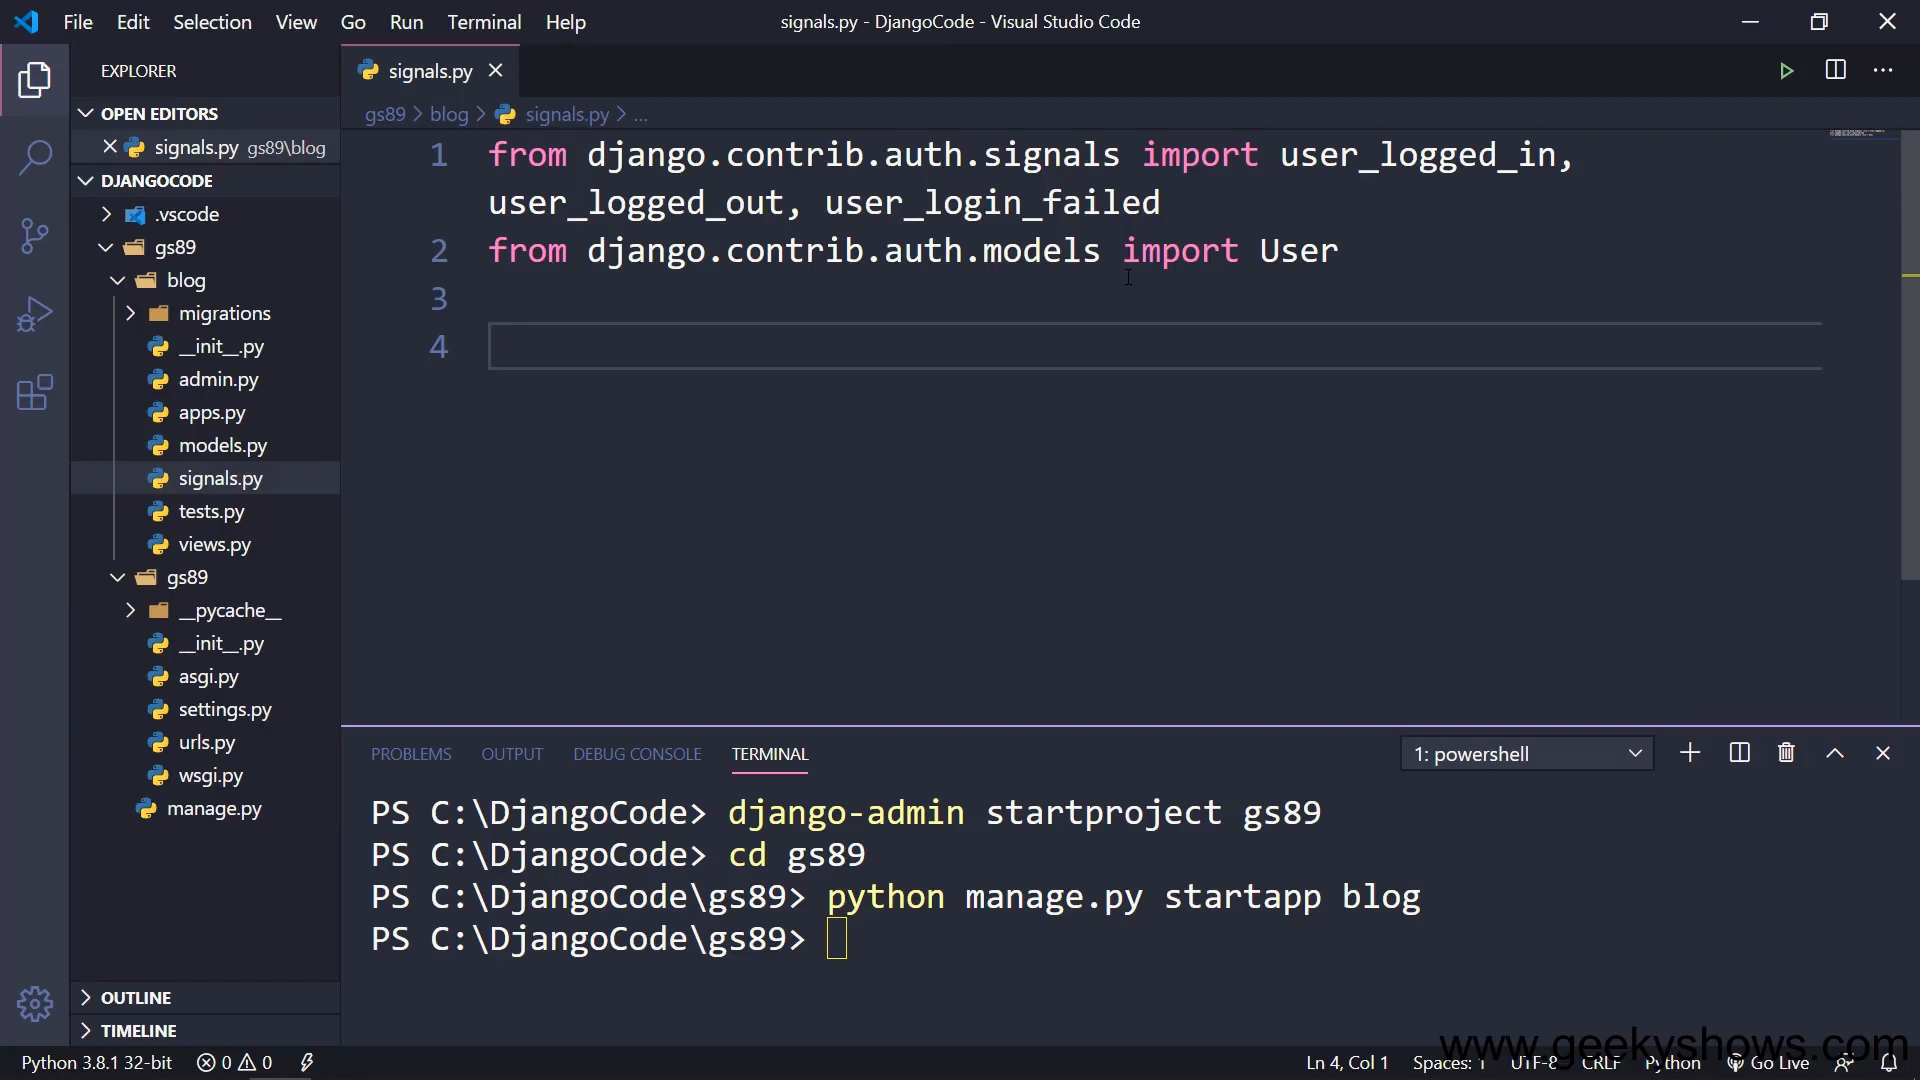 File Edit Selection View Go Run Terminal Help
signals.py - DjangoCode - Visual Studio Code
EXPLORER
OPEN EDITORS
signals.py gs89\blog
DJANGOCODE
.vscode
gs89
blog
migrations
__init__.py
admin.py
apps.py
models.py
signals.py
tests.py
views.py
gs89
__pycache__
__init__.py
asgi.py
settings.py
urls.py
wsgi.py
manage.py
OUTLINE
TIMELINE
signals.py
gs89 > blog > signals.py > ...
1 from django.contrib.auth.signals import user_logged_in,
user_logged_out, user_login_failed
2 from django.contrib.auth.models import User
3
4
PROBLEMS OUTPUT DEBUG CONSOLE TERMINAL
1: powershell
PS C:\DjangoCode> django-admin startproject gs89
PS C:\DjangoCode> cd gs89
PS C:\DjangoCode\gs89> python manage.py startapp blog
PS C:\DjangoCode\gs89>
www.geekyshows.com
Python 3.8.1 32-bit 0 0 Ln 4, Col 1 Spaces: 1 UTF-8 CRLF Python Go Live